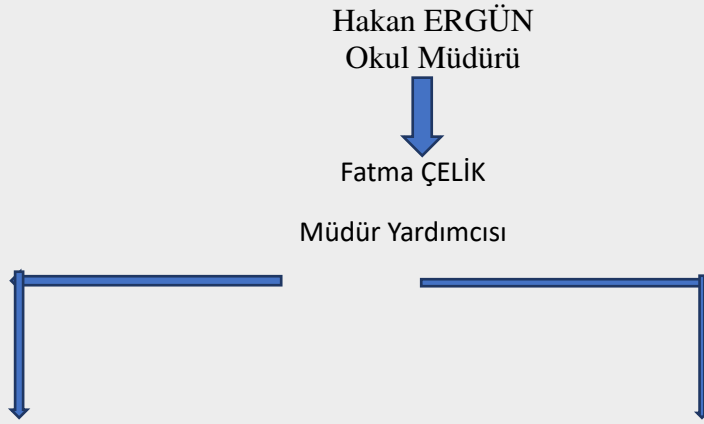 Hakan ERGÜN
Okul Müdürü
Fatma ÇELİK
Müdür Yardımcısı